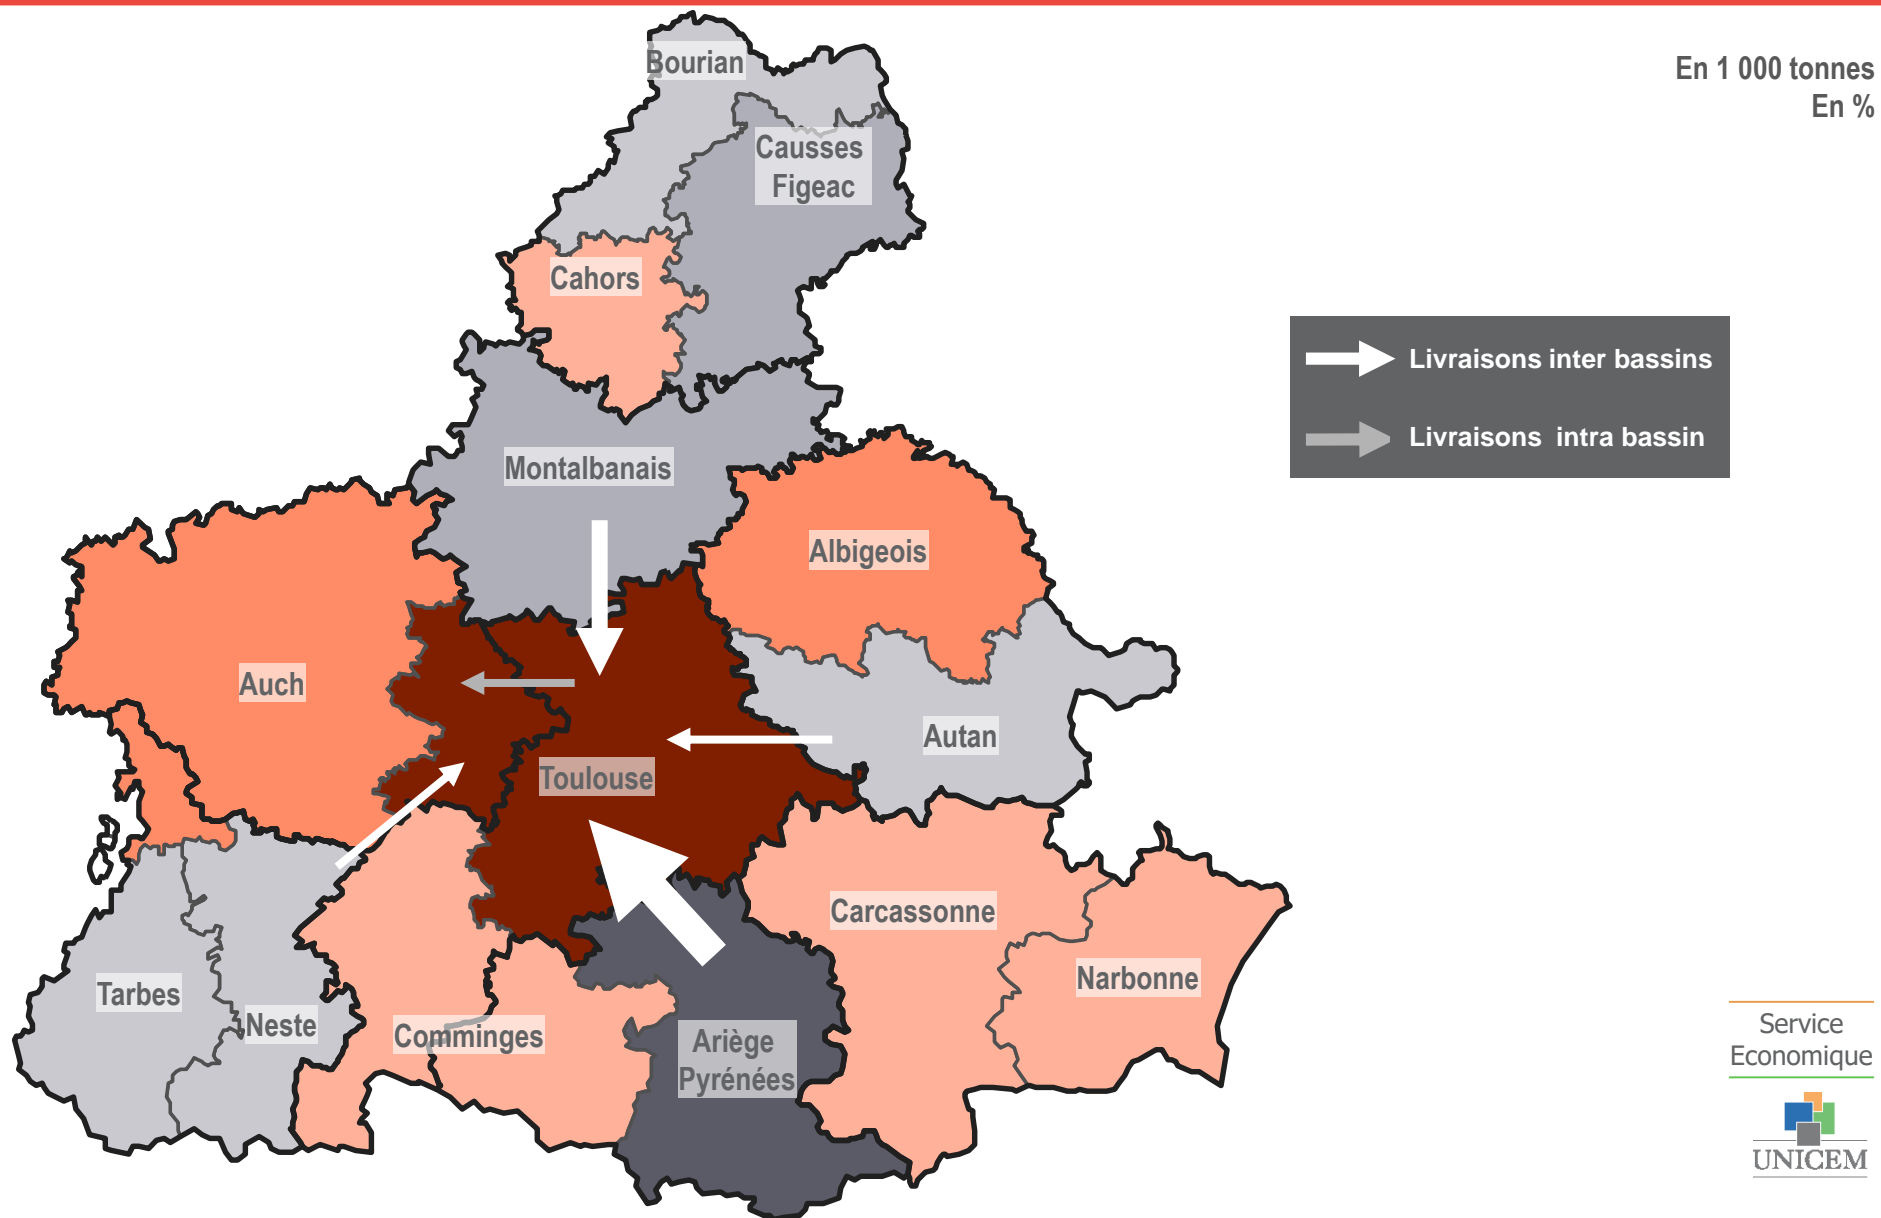 En 1 000 tonnes
En %
Bourian
Causses
Figeac
Cahors
Livraisons inter bassins
Livraisons intra bassin
Montalbanais
Albigeois
Auch
Autan
Toulouse
Carcassonne
Narbonne
Tarbes
Neste
Comminges
Ariège
Pyrénées
Service
Economique
UNICEM